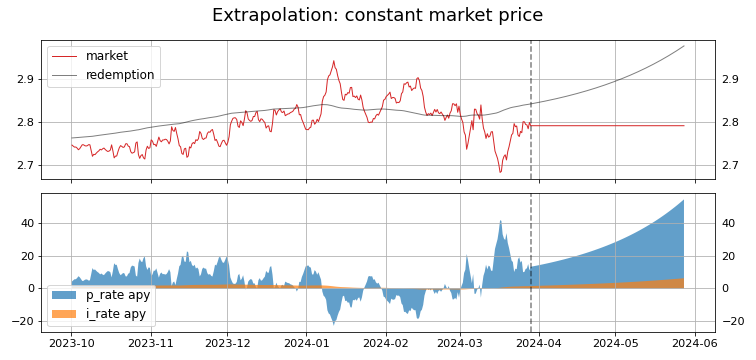 Extrapolation: constant market price
market
redemption
2.9
2.8
2.7
2.9
2.8
2.7
40
20
0
−20
40
20
0
−20
p_rate apy
i_rate apy
2023-10 2023-11 2023-12 2024-01 2024-02 2024-03 2024-04 2024-05 2024-06